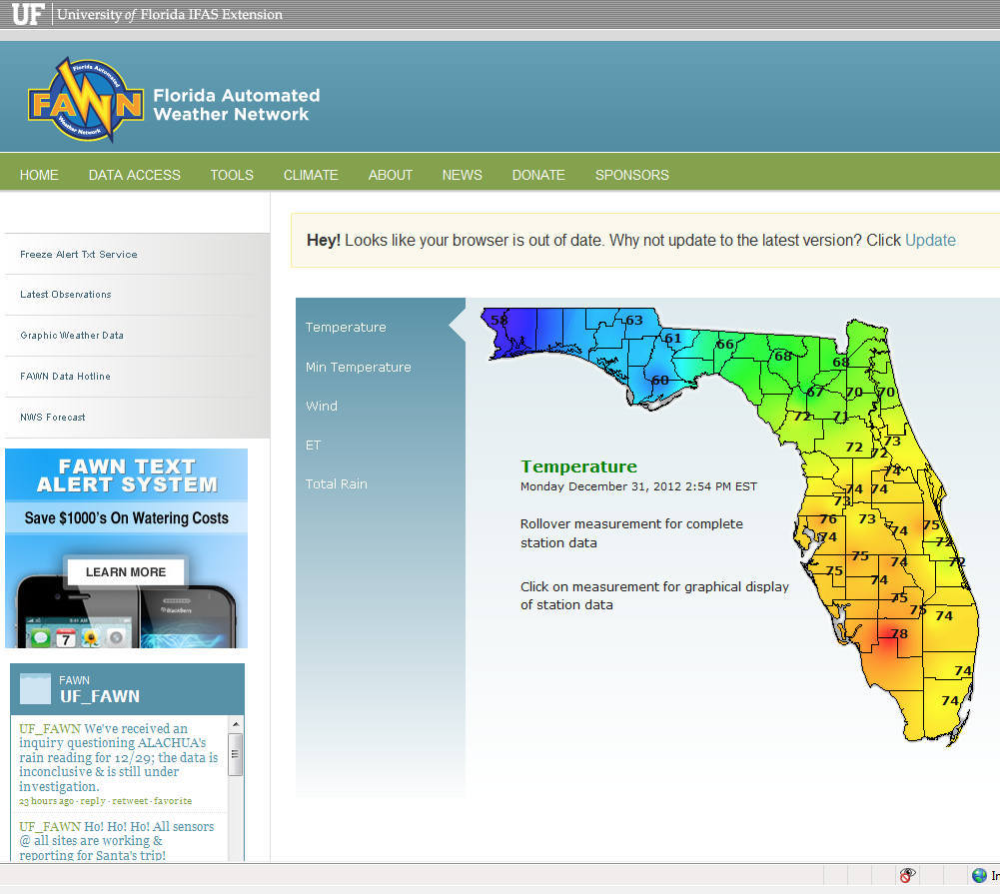 UF University of Florida IFAS Extension
Florida Automated
FAWN
Weather Network
Florida Automated
Weather Network
HOME DATA ACCESS TOOLS CLIMATE ABOUT NEWS DONATE SPONSORS
Freeze Alert Txt Service
Latest Observations
Graphic Weather Data
FAWN Data Hotline
NWS Forecast
FAWN TEXT
ALERT SYSTEM
Save $1000's On Watering Costs
LEARN MORE
BlackBerry
9:41 AM
7
FAWN
UF_FAWN
UF_FAWN We've received an
inquiry questioning ALACHUA's
rain reading for 12/29; the data is
inconclusive & is still under
investigation.
23 hours ago · reply · retweet · favorite
UF_FAWN Ho! Ho! Ho! All sensors
@ all sites are working &
reporting for Santa's trip!
Hey! Looks like your browser is out of date. Why not update to the latest version? Click Update
Temperature
Min Temperature
Wind
ET
Total Rain
Temperature
Monday December 31, 2012 2:54 PM EST
Rollover measurement for complete
station data
Click on measurement for graphical display
of station data
58 63
61
66
68
68
60
67 70 70
72 71
73
72 72
74
74 74
73
76 73 75
74 74
72
75 74 72
75
74
75
75 74
78
74
74
In